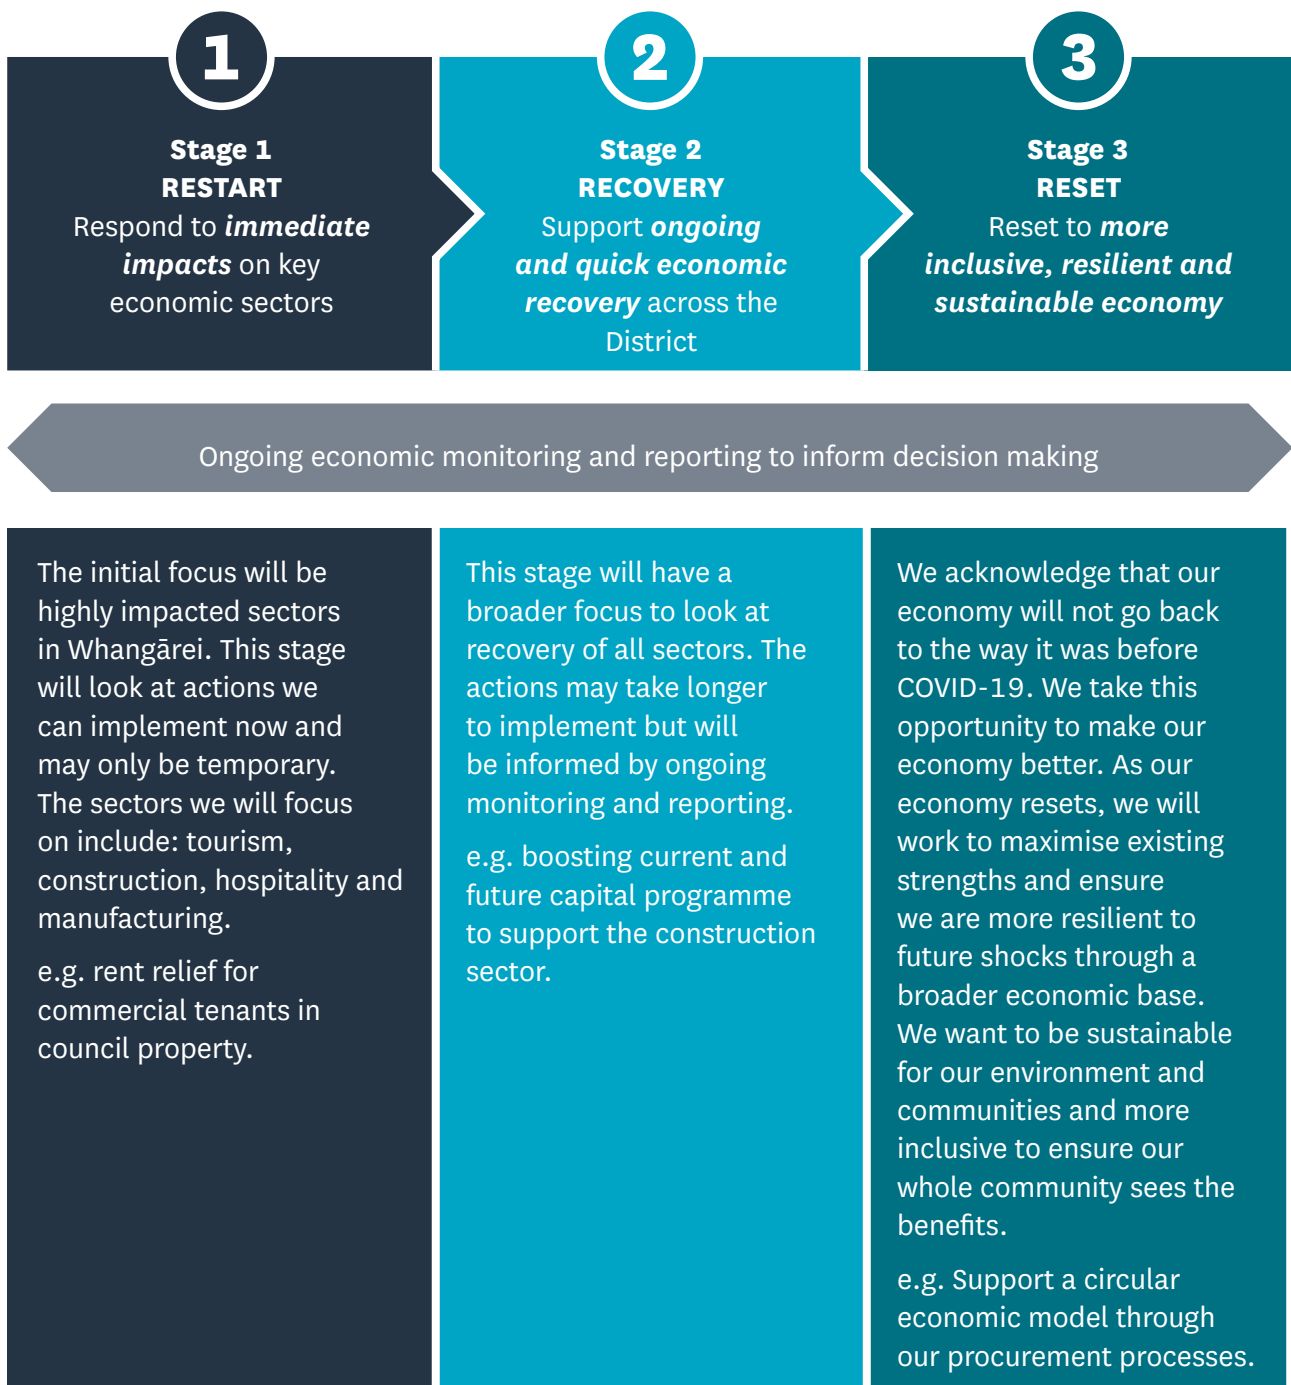 1
Stage 1
RESTART
Respond to immediate
impacts on key
economic sectors
2
Stage 2
RECOVERY
Support ongoing
and quick economic
recovery across the
District
3
Stage 3
RESET
Reset to more
inclusive, resilient and
sustainable economy
Ongoing economic monitoring and reporting to inform decision making
The initial focus will be
highly impacted sectors
in Whangārei. This stage
will look at actions we
can implement now and
may only be temporary.
The sectors we will focus
on include: tourism,
construction, hospitality and
manufacturing.
e.g. rent relief for
commercial tenants in
council property.
This stage will have a
broader focus to look at
recovery of all sectors. The
actions may take longer
to implement but will
be informed by ongoing
monitoring and reporting.
e.g. boosting current and
future capital programme
to support the construction
sector.
We acknowledge that our
economy will not go back
to the way it was before
COVID-19. We take this
opportunity to make our
economy better. As our
economy resets, we will
work to maximise existing
strengths and ensure
we are more resilient to
future shocks through a
broader economic base.
We want to be sustainable
for our environment and
communities and more
inclusive to ensure our
whole community sees the
benefits.
e.g. Support a circular
economic model through
our procurement processes.